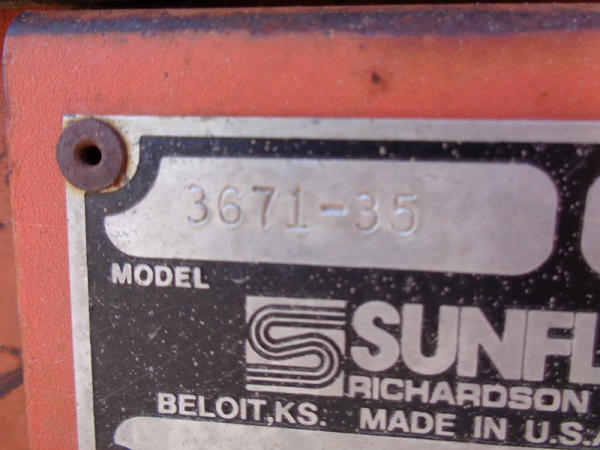 3671-35
MODEL
SUNFL
RICHARDSON
BELOIT, KS. MADE IN U.S.A